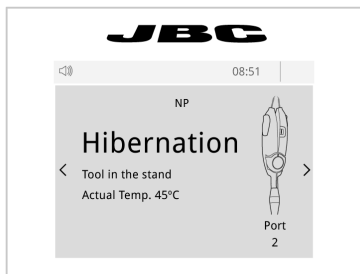 JBC
08:51
NP
Hibernation
Tool in the stand
Actual Temp. 45ºC
Port
2